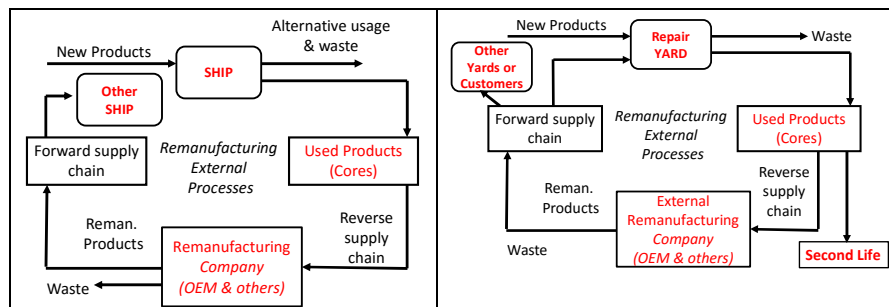 Alternative usage
& waste
New Products
SHIP
Other
SHIP
Forward supply
chain
Remanufacturing
External
Processes
Used Products
(Cores)
Reman.
Products
Remanufacturing
Company
(OEM & others)
Reverse
supply
chain
Waste
New Products
Repair
YARD
Waste
Other
Yards or
Customers
Forward supply
chain
Remanufacturing
External
Processes
Used Products
(Cores)
Reman.
Products
External
Remanufacturing
Company
(OEM & others)
Reverse
supply
chain
Waste
Second Life